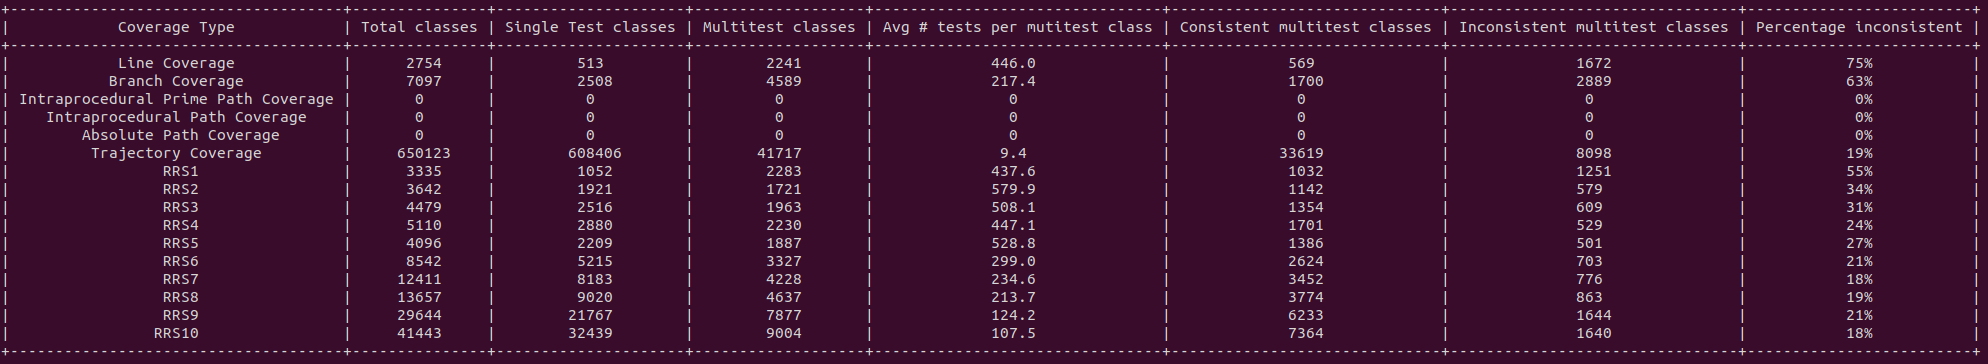 | Coverage Type | Total classes | Single Test classes | Multitest classes | Avg # tests per mutitest class | Consistent multitest classes | Inconsistent multitest classes | Percentage inconsistent |
| Line Coverage | 2754 | 513 | 2241 | 446.0 | 569 | 1672 | 75% |
| Branch Coverage | 7097 | 2508 | 4589 | 217.4 | 1700 | 2889 | 63% |
| Intraprocedural Prime Path Coverage | 0 | 0 | 0 | 0 | 0 | 0 | 0% |
| Intraprocedural Path Coverage | 0 | 0 | 0 | 0 | 0 | 0 | 0% |
| Absolute Path Coverage | 0 | 0 | 0 | 0 | 0 | 0 | 0% |
| Trajectory Coverage | 650123 | 608406 | 41717 | 9.4 | 33619 | 8098 | 19% |
| RRS1 | 3335 | 1052 | 2283 | 437.6 | 1032 | 1251 | 55% |
| RRS2 | 3642 | 1921 | 1721 | 579.9 | 1142 | 579 | 34% |
| RRS3 | 4479 | 2516 | 1963 | 508.1 | 1354 | 609 | 31% |
| RRS4 | 5110 | 2880 | 2230 | 447.1 | 1701 | 529 | 24% |
| RRS5 | 4096 | 2209 | 1887 | 528.8 | 1386 | 501 | 27% |
| RRS6 | 8542 | 5215 | 3327 | 299.0 | 2624 | 703 | 21% |
| RRS7 | 12411 | 8183 | 4228 | 234.6 | 3452 | 776 | 18% |
| RRS8 | 13657 | 9020 | 4637 | 213.7 | 3774 | 863 | 19% |
| RRS9 | 29644 | 21767 | 7877 | 124.2 | 6233 | 1644 | 21% |
| RRS10 | 41443 | 32439 | 9004 | 107.5 | 7364 | 1640 | 18% |